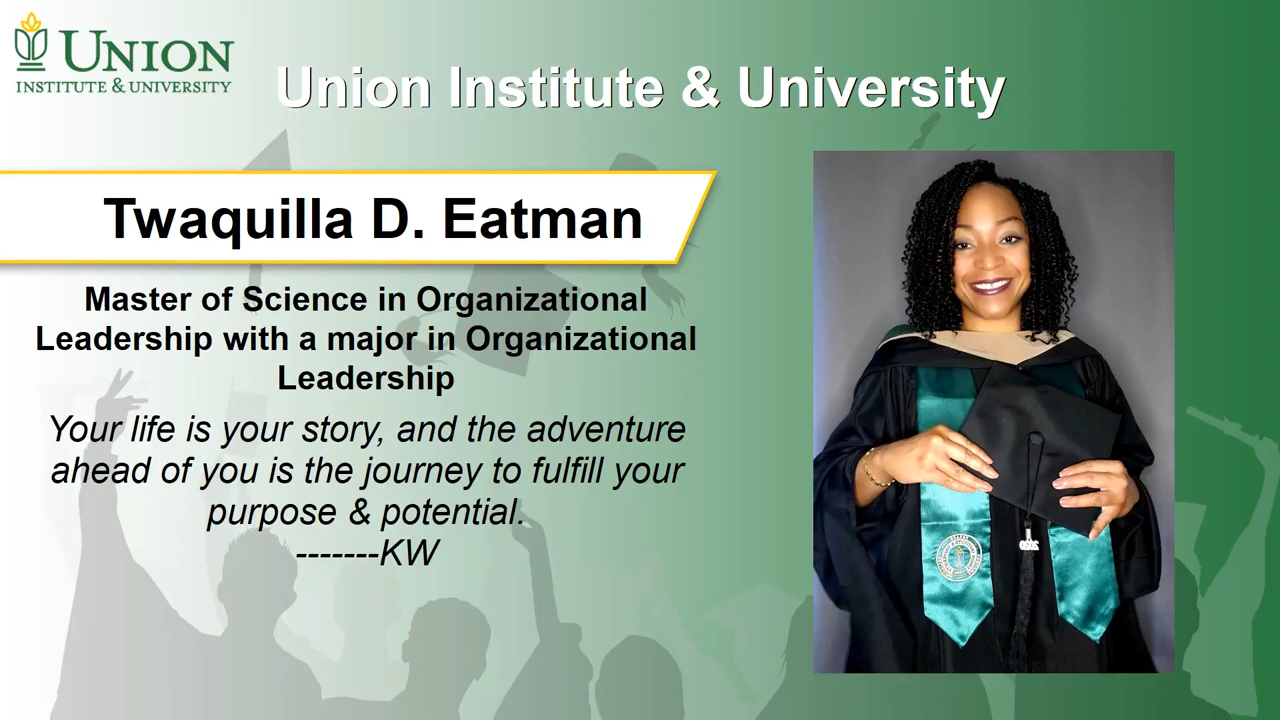 UNION
INSTITUTE & UNIVERSITY
Union Institute & University
Twaquilla D. Eatman
Master of Science in Organizational
Leadership with a major in Organizational
Leadership
Your life is your story, and the adventure
ahead of you is the journey to fulfill your
purpose & potential.
-------KW